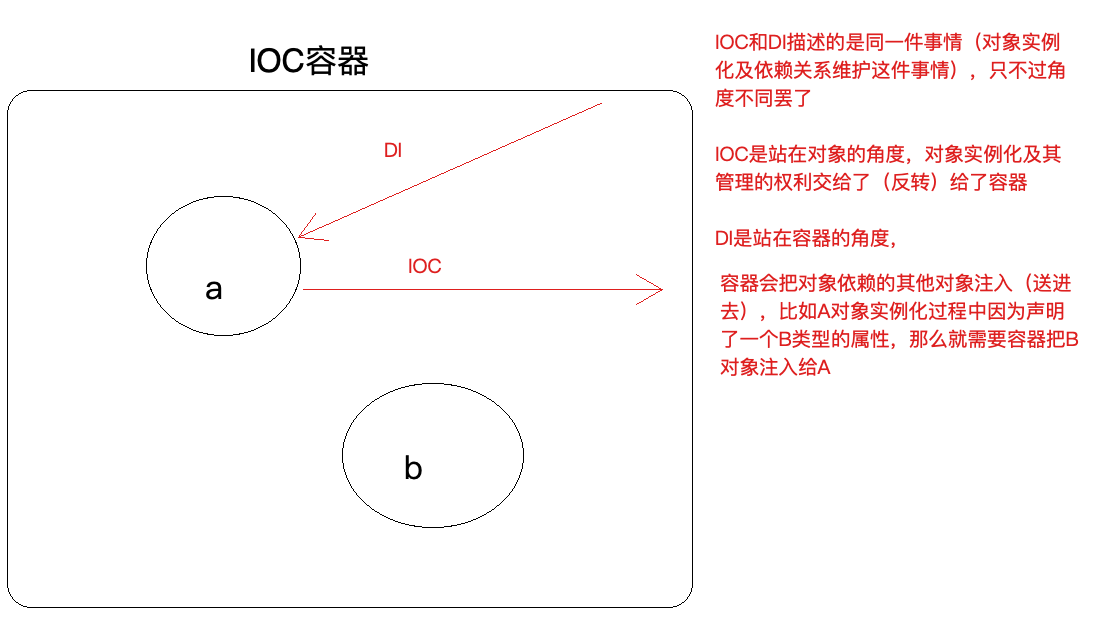 IOC容器
DI
IOC
a
b
IOC和DI描述的是同一件事情（对象实例
化及依赖关系维护这件事情），只不过角
度不同罢了
IOC是站在对象的角度，对象实例化及其
管理的权利交给了（反转）给了容器
DI是站在容器的角度，
容器会把对象依赖的其他对象注入（送进
去），比如A对象实例化过程中因为声明
了一个B类型的属性，那么就需要容器把B
对象注入给A